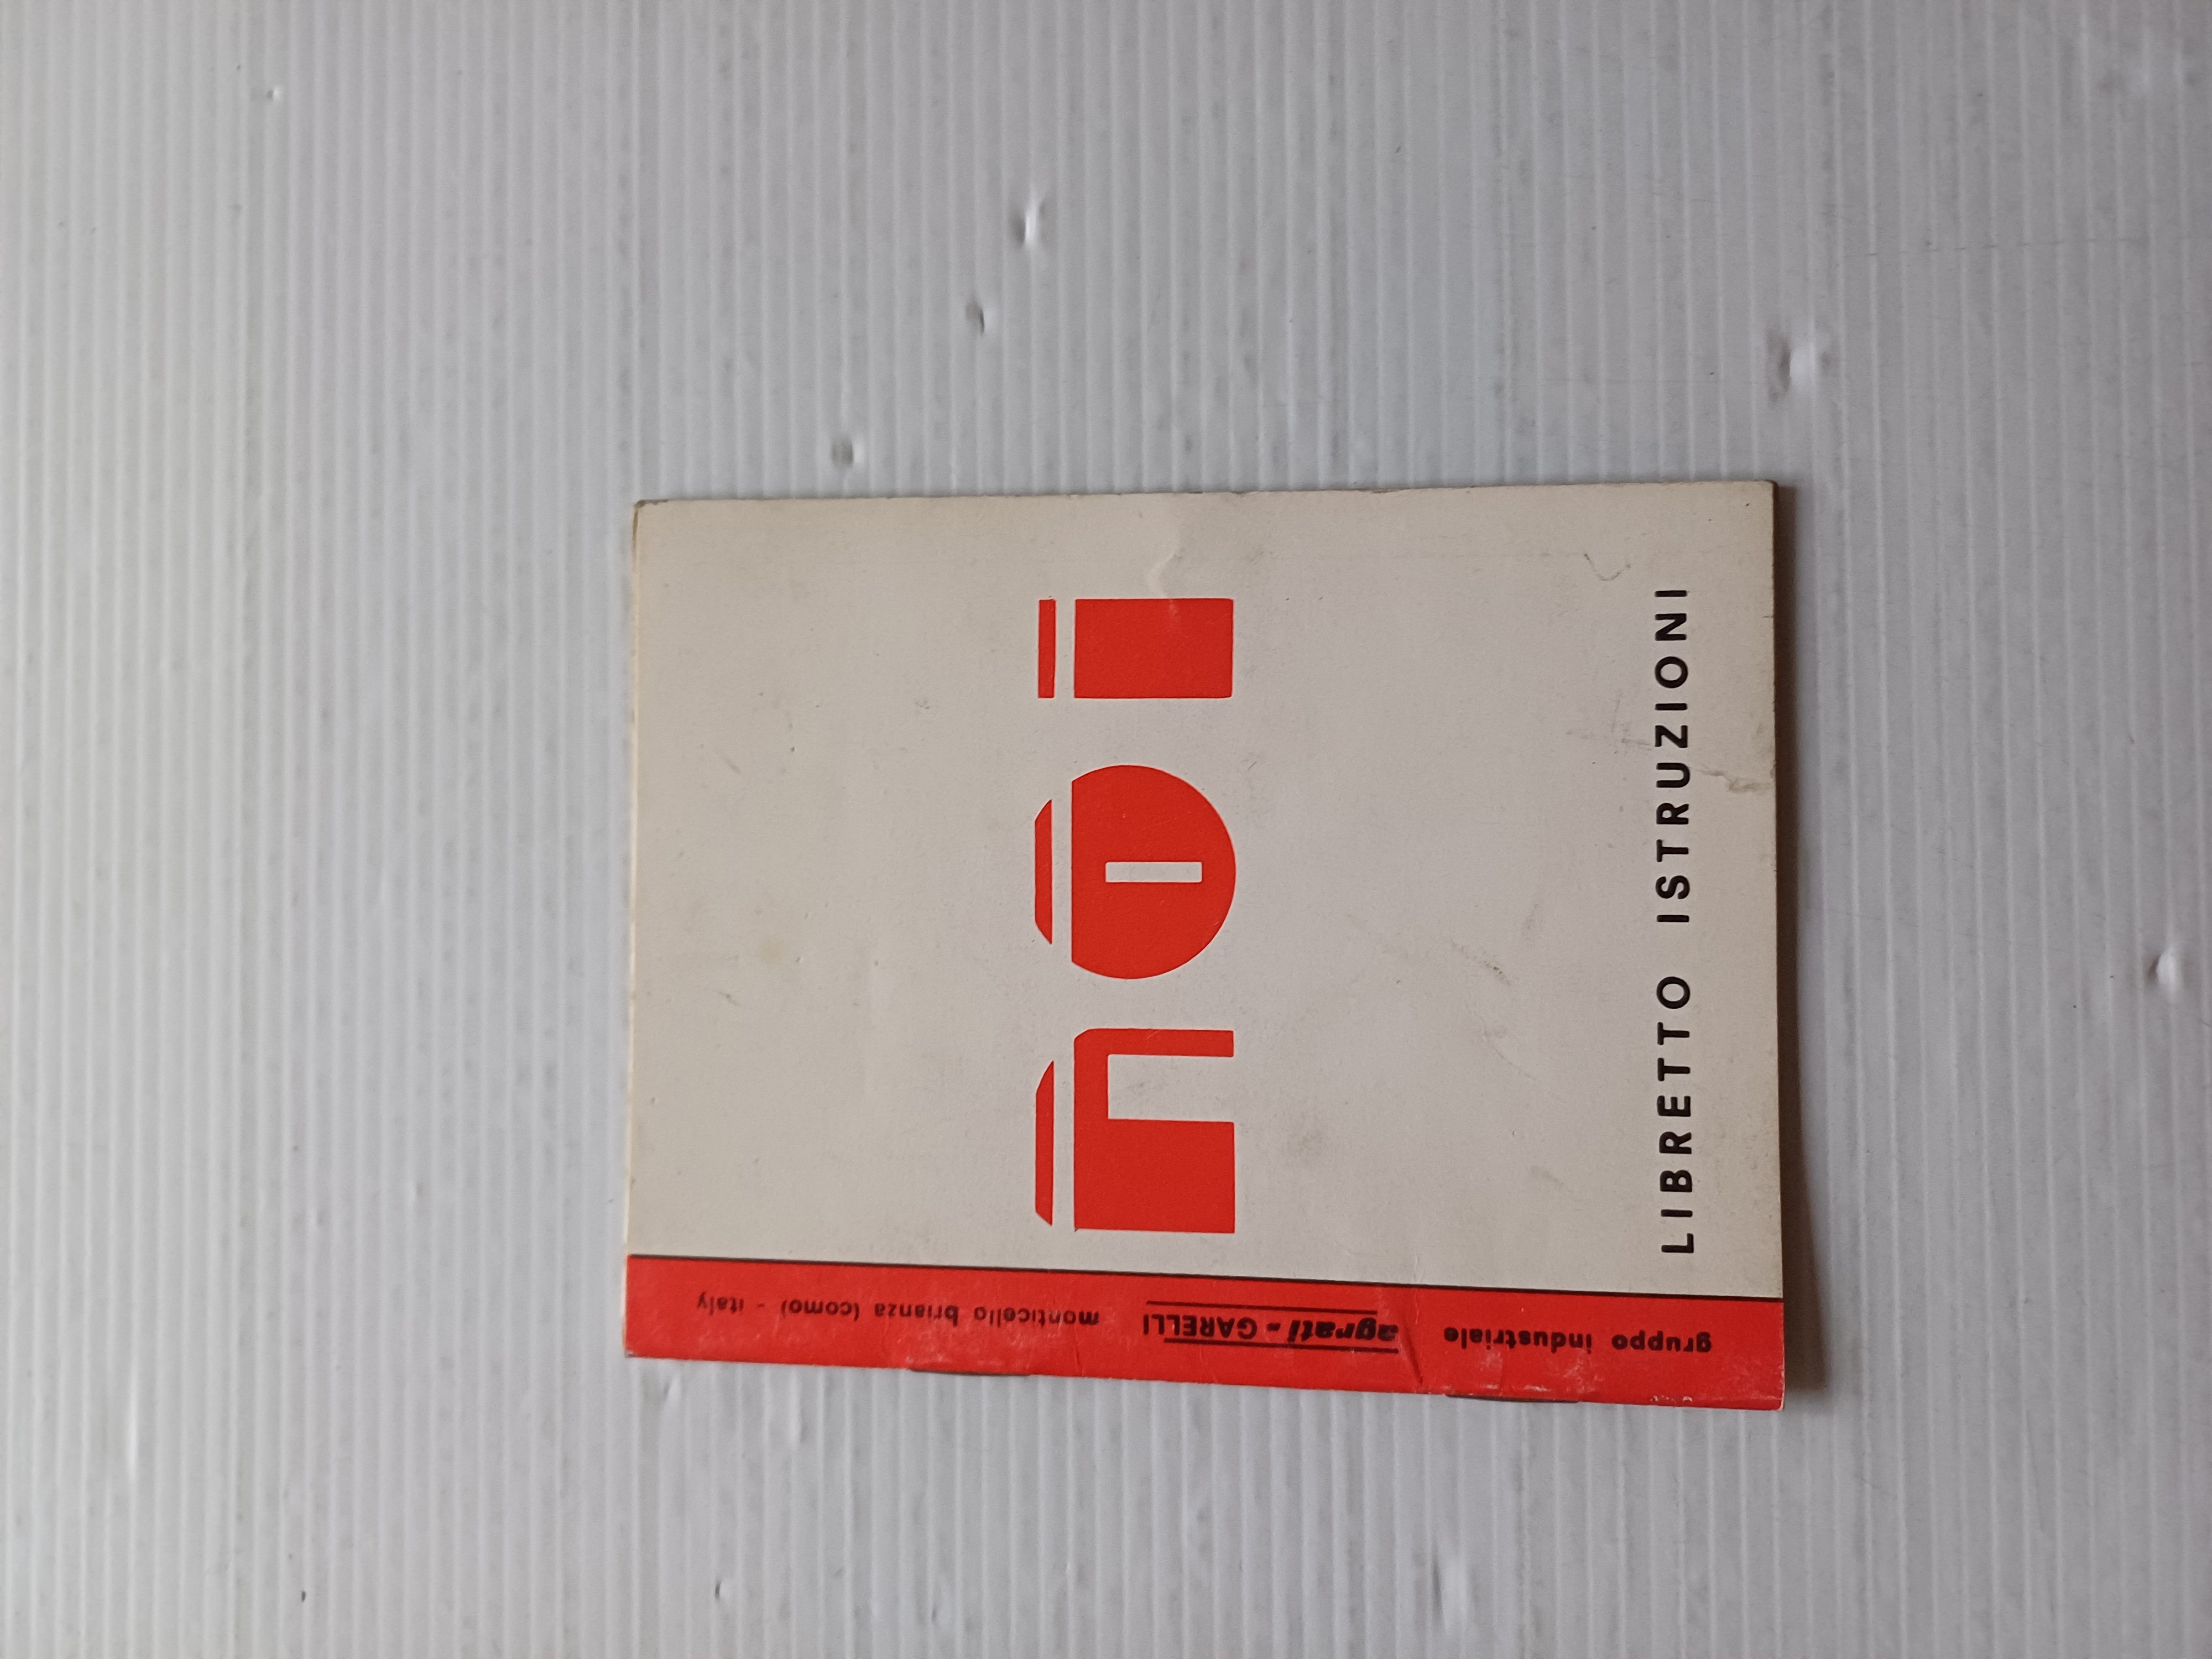 gruppo industriale agrati - GARELLI monticello brianza (como) - italy
noi
LIBRETTO ISTRUZIONI